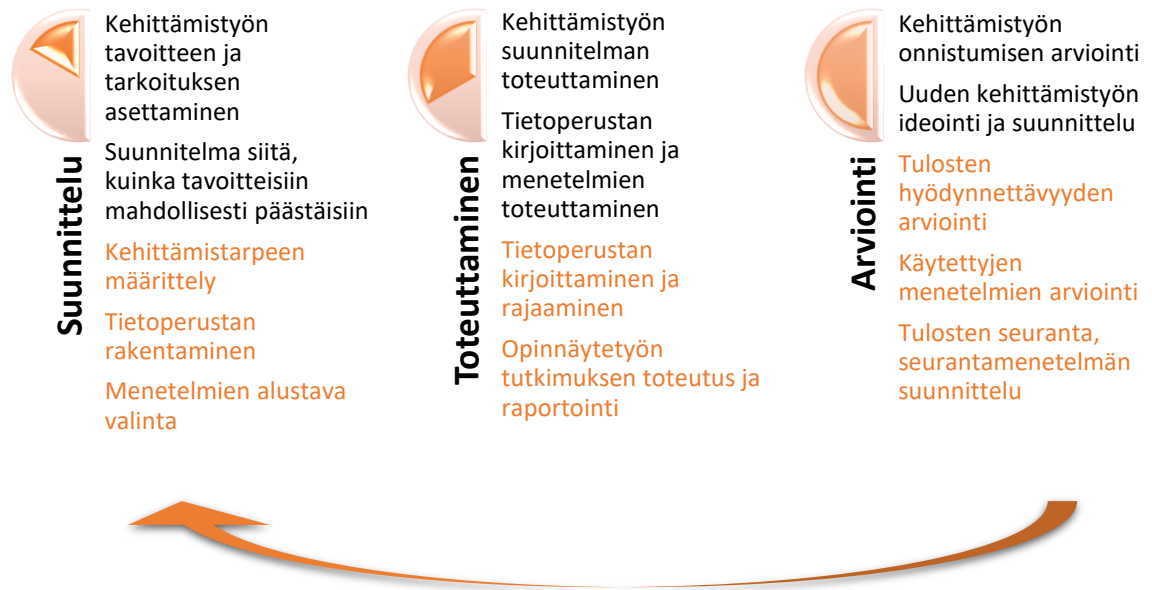 Suunnittelu
Kehittämistyön
tavoitteen ja
tarkoituksen
asettaminen
Suunnitelma siitä,
kuinka tavoitteisiin
mahdollisesti päästäisiin
Kehittämistarpeen
määrittely
Tietoperustan
rakentaminen
Menetelmien alustava
valinta
Toteuttaminen
Kehittämistyön
suunnitelman
toteuttaminen
Tietoperustan
kirjoittaminen ja
menetelmien
toteuttaminen
Tietoperustan
kirjoittaminen ja
rajaaminen
Opinnäytetyön
tutkimuksen toteutus ja
raportointi
Arviointi
Kehittämistyön
onnistumisen arviointi
Uuden kehittämistyön
ideointi ja suunnittelu
Tulosten
hyödynnettävyyden
arviointi
Käytettyjen
menetelmien arviointi
Tulosten seuranta,
seurantamenetelmän
suunnittelu